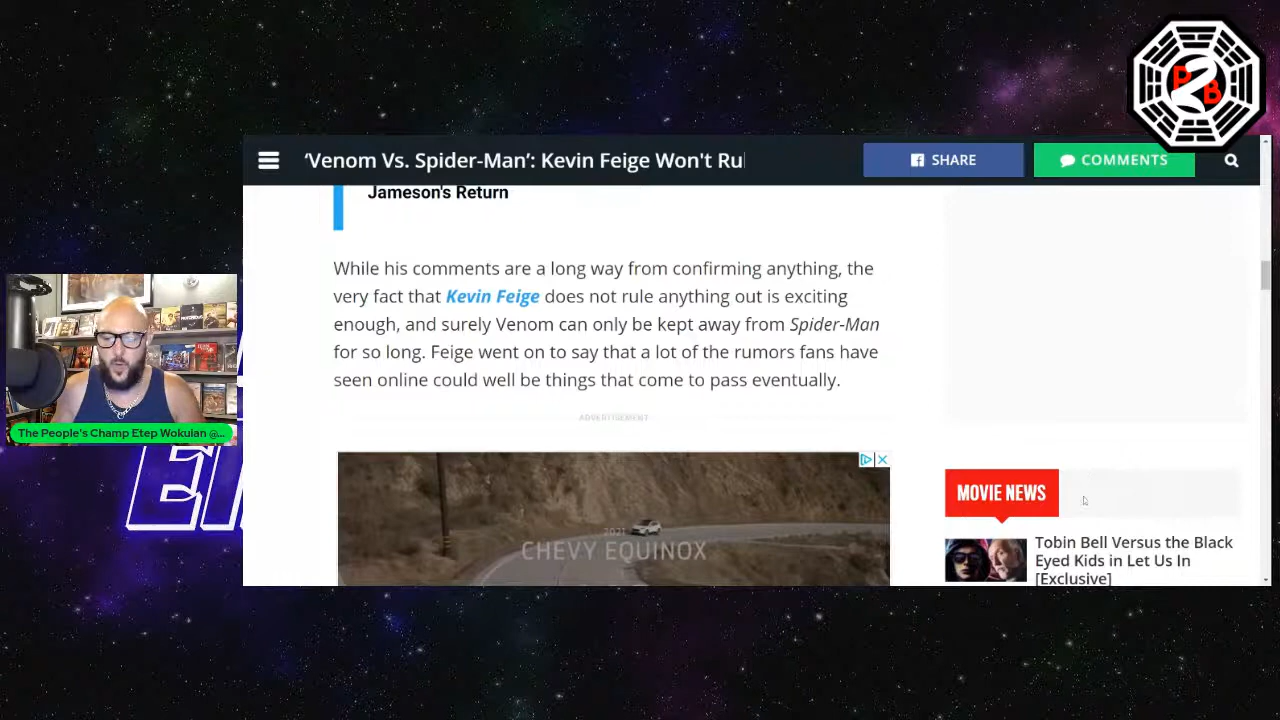 P
2
B
‘Venom Vs. Spider-Man’: Kevin Feige Won't Ru
SHARE
COMMENTS
Jameson's Return
While his comments are a long way from confirming anything, the
very fact that Kevin Feige does not rule anything out is exciting
enough, and surely Venom can only be kept away from Spider-Man
for so long. Feige went on to say that a lot of the rumors fans have
seen online could well be things that come to pass eventually.
ADVERTISEMENT
2021
CHEVY EQUINOX
MOVIE NEWS
Tobin Bell Versus the Black
Eyed Kids in Let Us In
[Exclusive]
The People's Champ Etep Wokuian @...